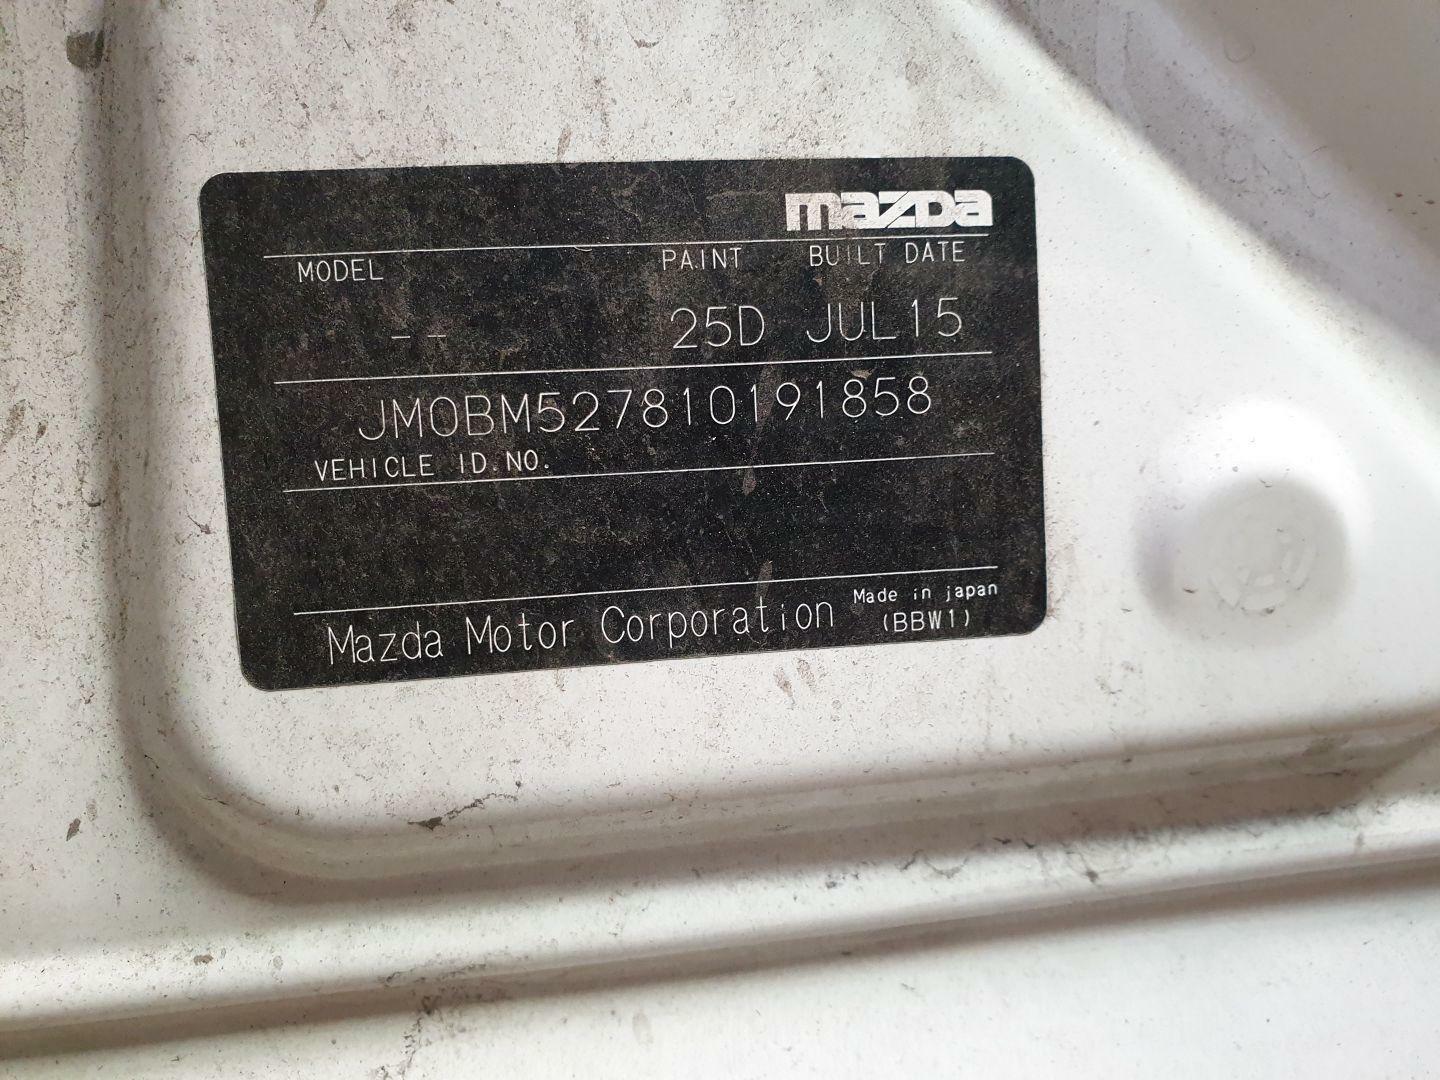 mazda
MODEL PAINT BUILT DATE
-- 25D JUL15
JM0BM527810191858
VEHICLE ID.NO.
Mazda Motor Corporation Made in japan
(BBW1)